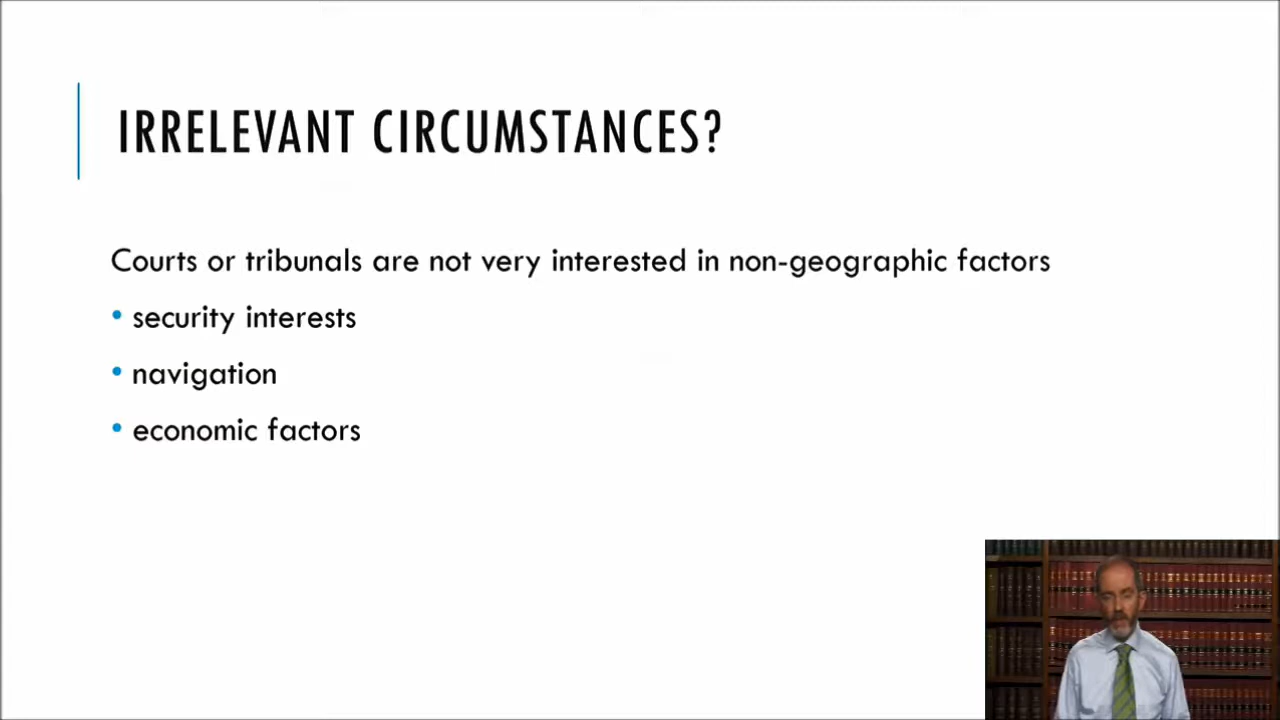 IRRELEVANT CIRCUMSTANCES?
Courts or tribunals are not very interested in non-geographic factors
• security interests
• navigation
• economic factors